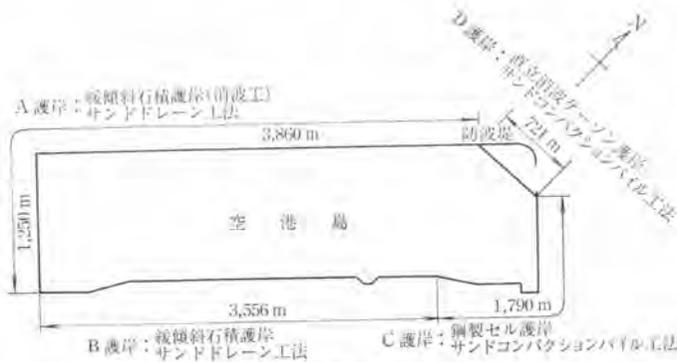 N
D護岸：直立消波ケーソン護岸
サンドコンパクションパイル工法
A護岸：緩傾斜石積護岸(消波工)
サンドドレーン工法
3,860 m
防波堤
721 m
1,250 m
空港島
3,556 m
1,790 m
B護岸：緩傾斜石積護岸
サンドドレーン工法
C護岸：鋼製セル護岸
サンドコンパクションパイル工法